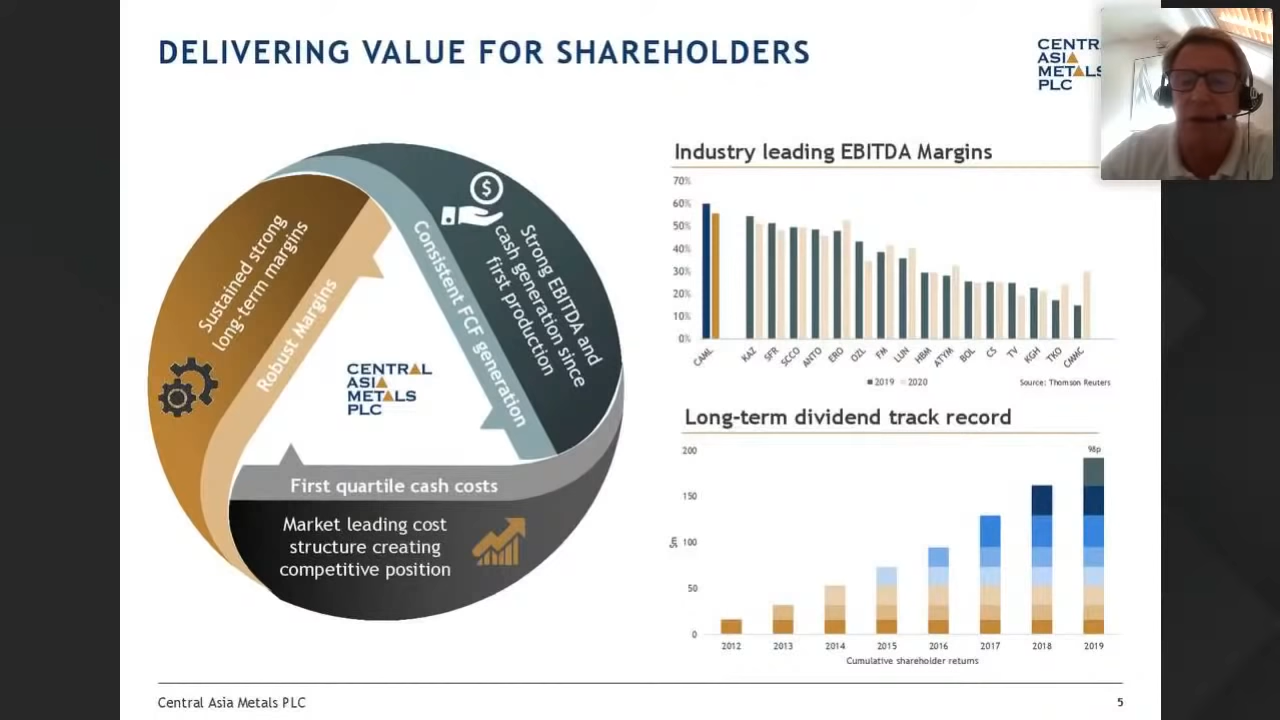 DELIVERING VALUE FOR SHAREHOLDERS
CENTR
ASIA
METALS
PLC
Sustained strong
long-term margins
Robust Margins
Consistent FCF generation
$
Strong EBITDA and
cash generation since
first production
CENTRAL
ASIA
METALS
PLC
First quartile cash costs
Market leading cost
structure creating
competitive position
Industry leading EBITDA Margins
70%
60%
50%
40%
30%
20%
10%
0%
CAML KAZ SFR SCCO ANTO ERO OZL FM LUN HBM ATYM BOL CS TV KGH TKO CMMC
2019 2020
Source: Thomson Reuters
Long-term dividend track record
98p
200
150
$m 100
50
0
2012 2013 2014 2015 2016 2017 2018 2019
Cumulative shareholder returns
Central Asia Metals PLC
5